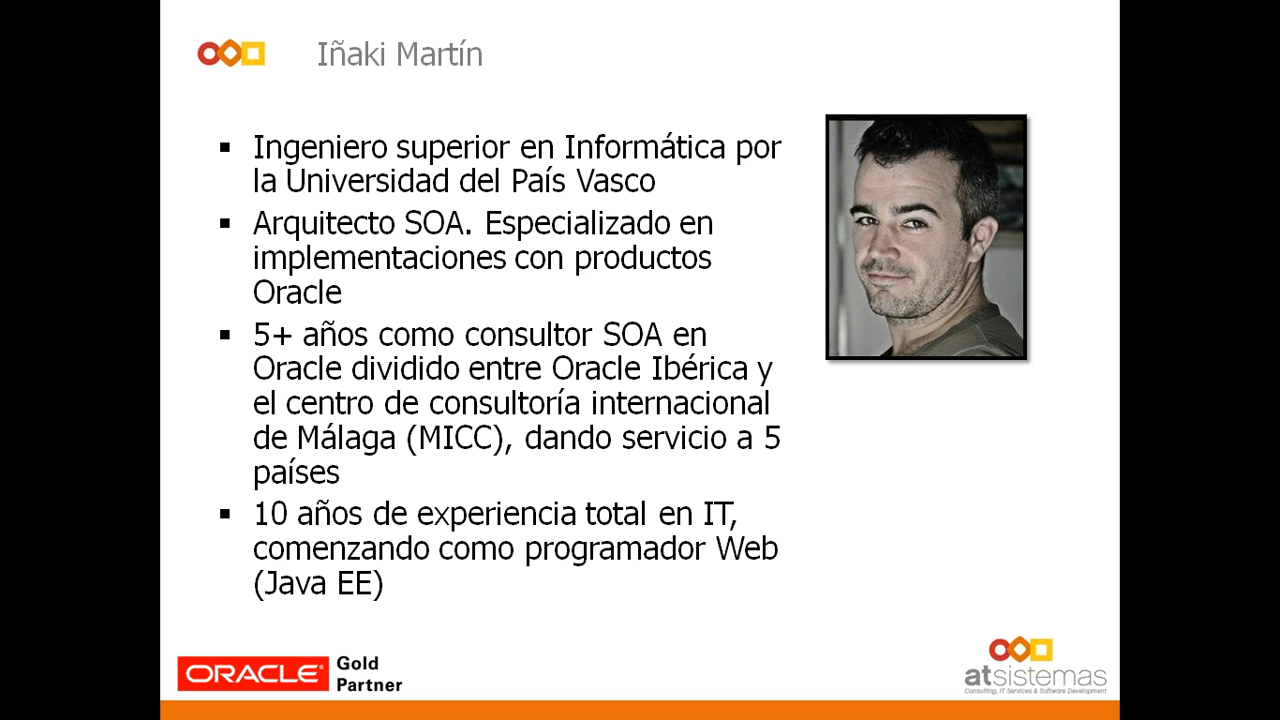 Iñaki Martín
▪ Ingeniero superior en Informática por
la Universidad del País Vasco
▪ Arquitecto SOA. Especializado en
implementaciones con productos
Oracle
▪ 5+ años como consultor SOA en
Oracle dividido entre Oracle Ibérica y
el centro de consultoría internacional
de Málaga (MICC), dando servicio a 5
países
▪ 10 años de experiencia total en IT,
comenzando como programador Web
(Java EE)
ORACLE® Gold
Partner
atsistemas
Consulting, IT Services & Software Development